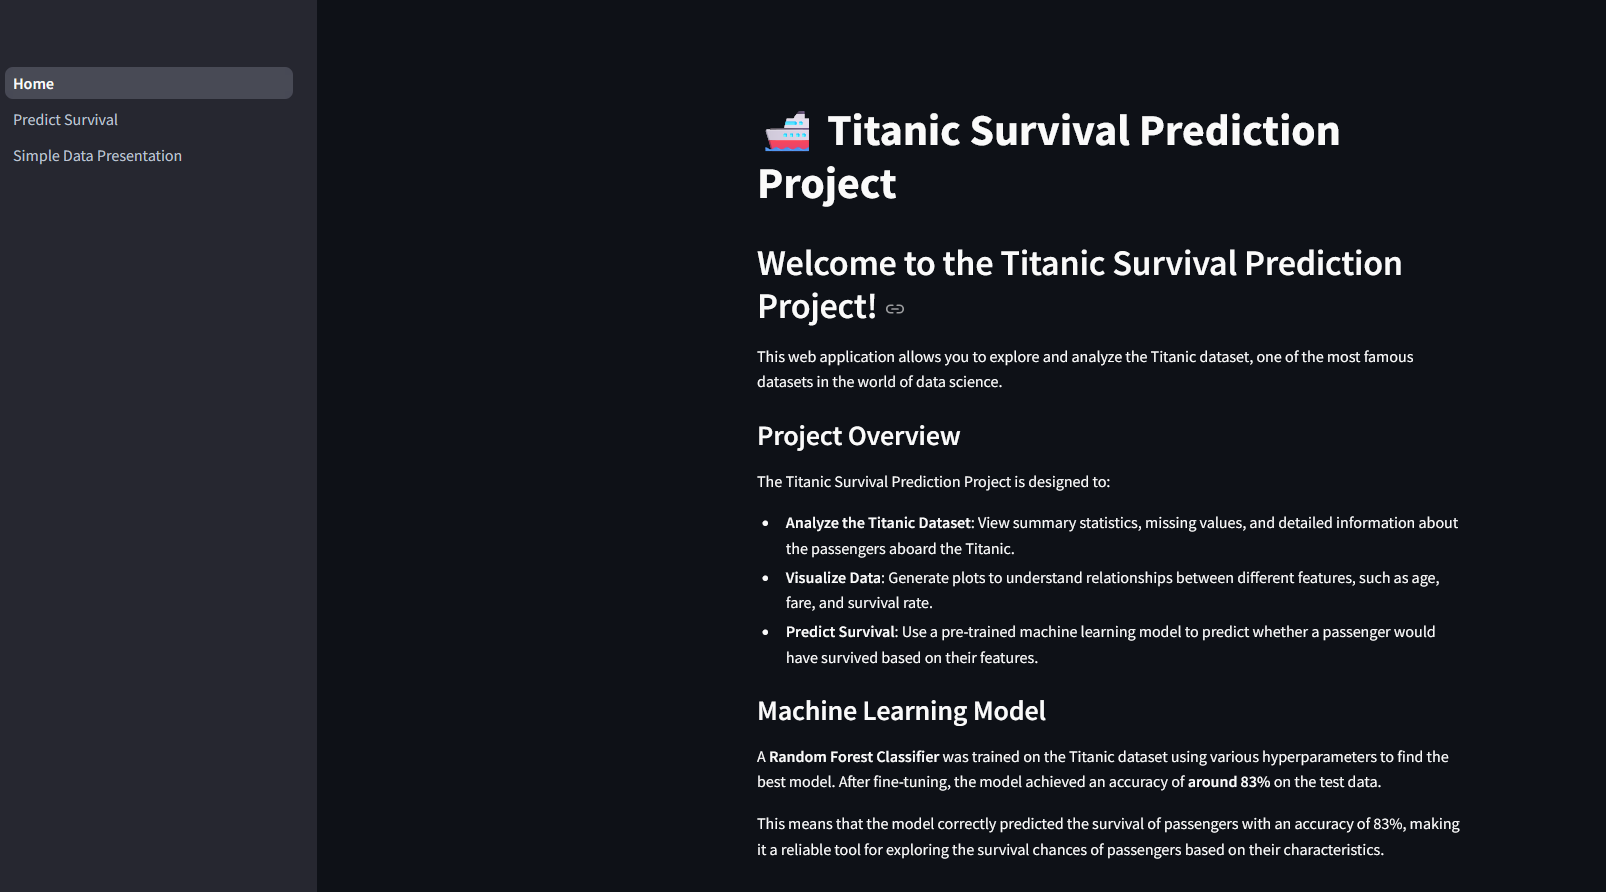 Home
Predict Survival
Simple Data Presentation
Titanic Survival Prediction
Project
Welcome to the Titanic Survival Prediction
Project!
This web application allows you to explore and analyze the Titanic dataset, one of the most famous
datasets in the world of data science.
Project Overview
The Titanic Survival Prediction Project is designed to:
• Analyze the Titanic Dataset: View summary statistics, missing values, and detailed information about
the passengers aboard the Titanic.
• Visualize Data: Generate plots to understand relationships between different features, such as age,
fare, and survival rate.
• Predict Survival: Use a pre-trained machine learning model to predict whether a passenger would
have survived based on their features.
Machine Learning Model
A Random Forest Classifier was trained on the Titanic dataset using various hyperparameters to find the
best model. After fine-tuning, the model achieved an accuracy of around 83% on the test data.
This means that the model correctly predicted the survival of passengers with an accuracy of 83%, making
it a reliable tool for exploring the survival chances of passengers based on their characteristics.